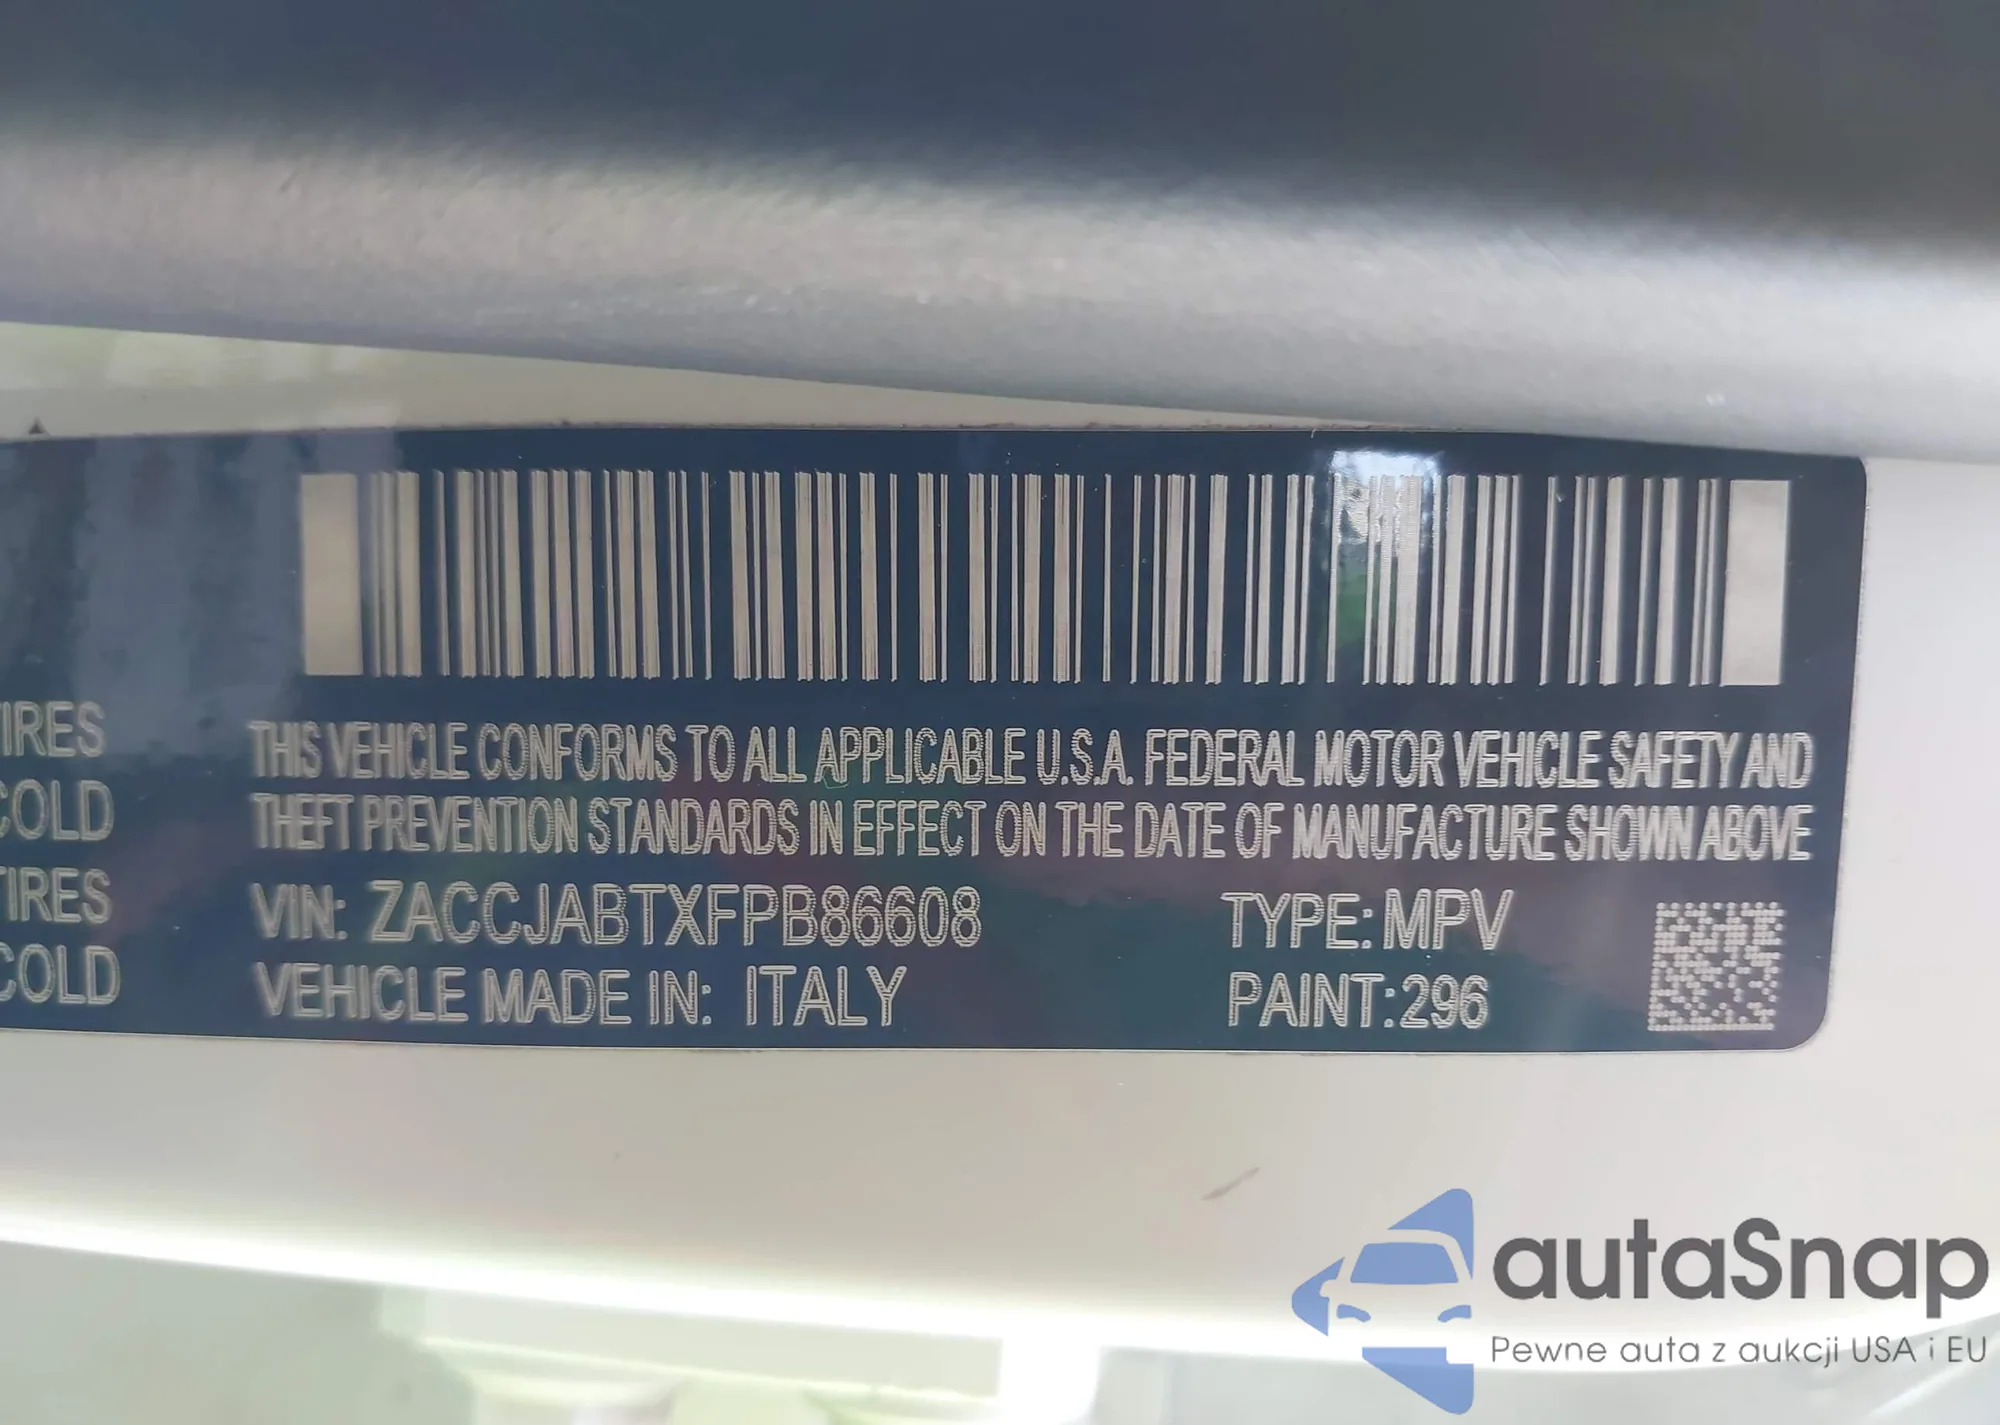 TIRES
COLD
TIRES
COLD
THIS VEHICLE CONFORMS TO ALL APPLICABLE U.S.A. FEDERAL MOTOR VEHICLE SAFETY AND
THEFT PREVENTION STANDARDS IN EFFECT ON THE DATE OF MANUFACTURE SHOWN ABOVE
VIN: ZACCJABTXFPB86608
TYPE: MPV
VEHICLE MADE IN: ITALY
PAINT: 296
autaSnap
Pewne auta z aukcji USA i EU